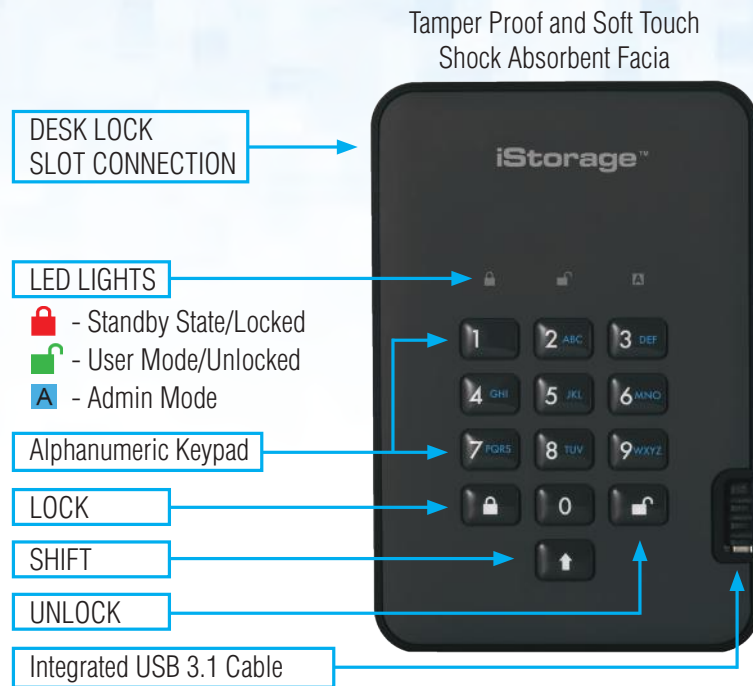 Tamper Proof and Soft Touch
Shock Absorbent Facia
DESK LOCK
SLOT CONNECTION
iStorage™
LED LIGHTS
- Standby State/Locked
- User Mode/Unlocked
A - Admin Mode
A
1 2 ABC 3 DEF
4 GHI 5 JKL 6 MNO
Alphanumeric Keypad
7 PQRS 8 TUV 9 WXYZ
LOCK
0
SHIFT
UNLOCK
Integrated USB 3.1 Cable